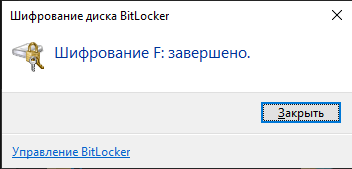 Шифрование диска BitLocker
Шифрование F: завершено.
Закрыть
Управление BitLocker